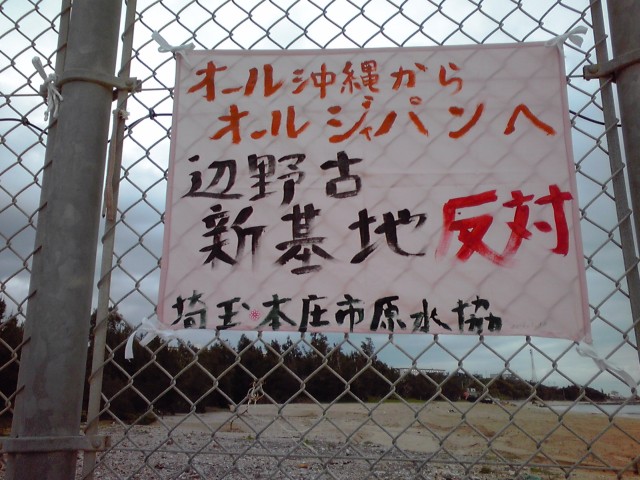 オール沖縄から
オールジャパンへ
辺野古
新基地反対
埼玉本庄市原水協